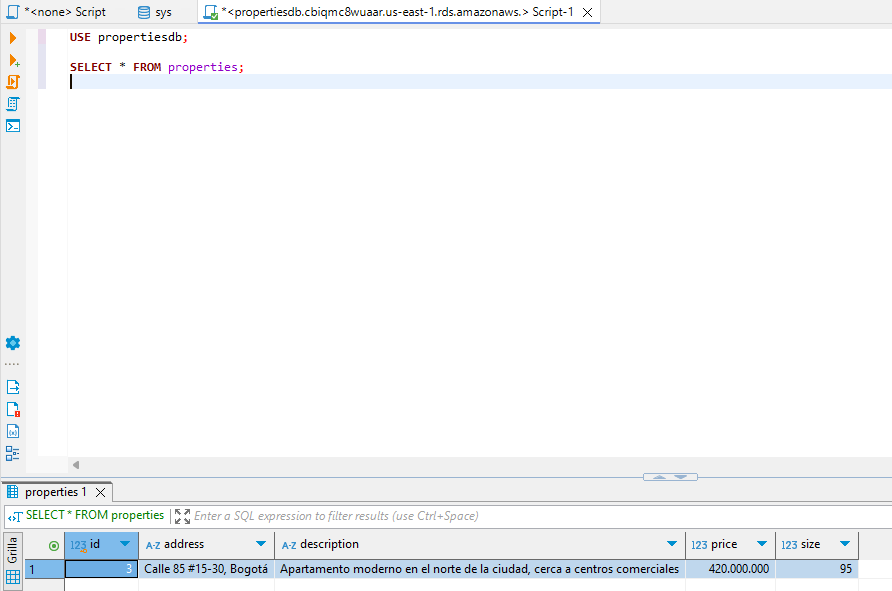 *<none> Script
sys
*<propertiesdb.cbiqmc8wuaar.us-east-1.rds.amazonaws.> Script-1
USE propertiesdb;
SELECT * FROM properties;
properties 1
SELECT * FROM properties
Enter a SQL expression to filter results (use Ctrl+Space)
Grilla
123 id
A-Z address
A-Z description
123 price
123 size
1
3
Calle 85 #15-30, Bogotá
Apartamento moderno en el norte de la ciudad, cerca a centros comerciales
420.000.000
95